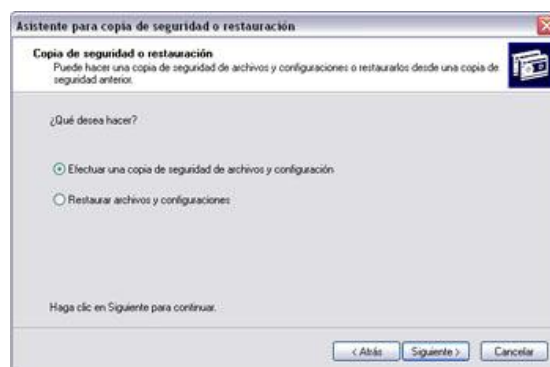 Asistente para copia de seguridad o restauración
Copia de seguridad o restauración
Puede hacer una copia de seguridad de archivos y configuraciones o restaurarlos desde una copia de
seguridad anterior.
¿Qué desea hacer?
Efectuar una copia de seguridad de archivos y configuración
Restaurar archivos y configuraciones
Haga clic en Siguiente para continuar.
< Atrás
Siguiente >
Cancelar